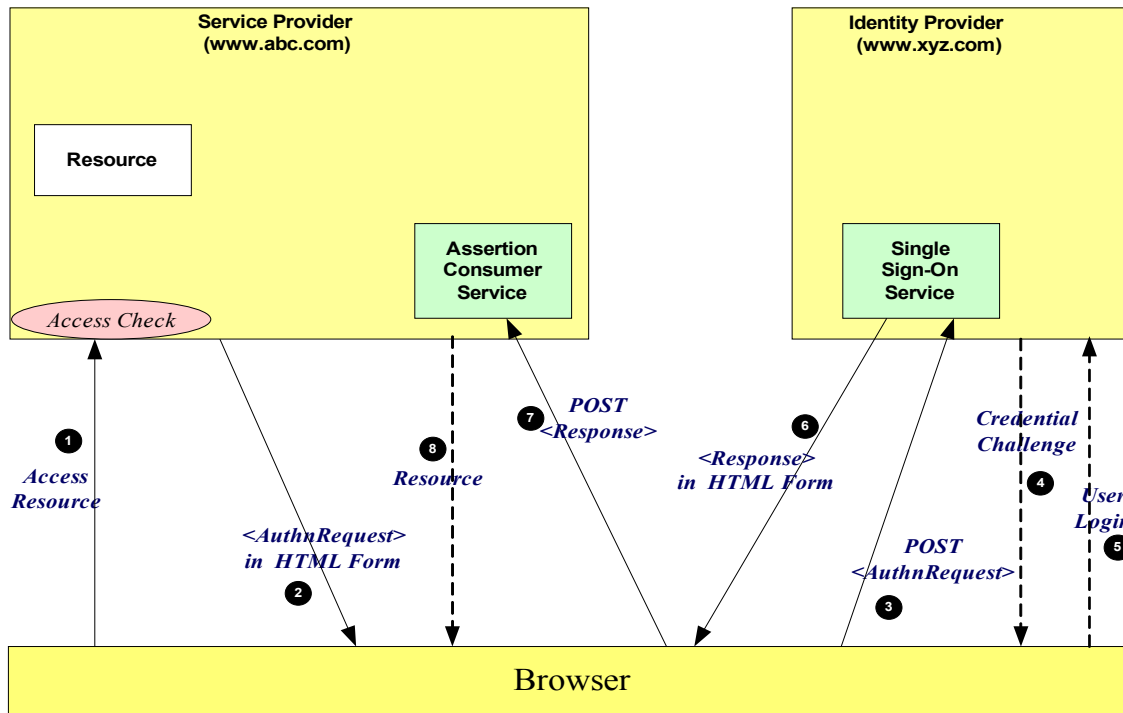 Service Provider
(www.abc.com)
Identity Provider
(www.xyz.com)
Resource
Assertion
Consumer
Service
Single
Sign-On
Service
Access Check
1
Access
Resource
<AuthnRequest>
in HTML Form
2
8
Resource
7
POST
<Response>
6
<Response>
in HTML Form
POST
<AuthnRequest>
3
Credential
Challenge
4
User
Login
5
Browser